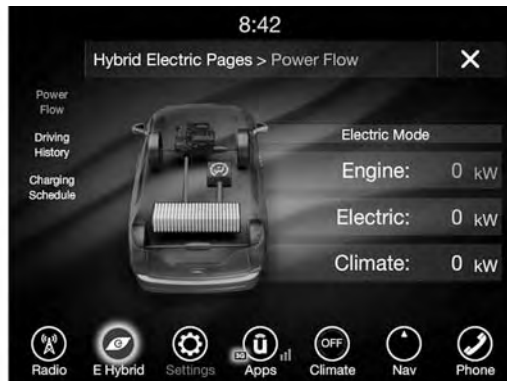 8:42
Hybrid Electric Pages > Power Flow
Power
Flow
Driving
History
Charging
Schedule
Electric Mode
Engine: 0 kW
Electric: 0 kW
Climate: 0 kW
3G
OFF
Radio E Hybrid Settings Apps Climate Nav Phone